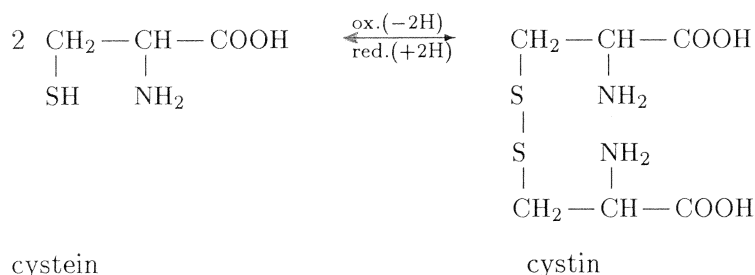 2 CH₂ — CH — COOH ox.(−2H) CH₂ — CH — COOH
red.(+2H)
SH NH₂ S NH₂
S NH₂
CH₂ — CH — COOH
cystein cystin